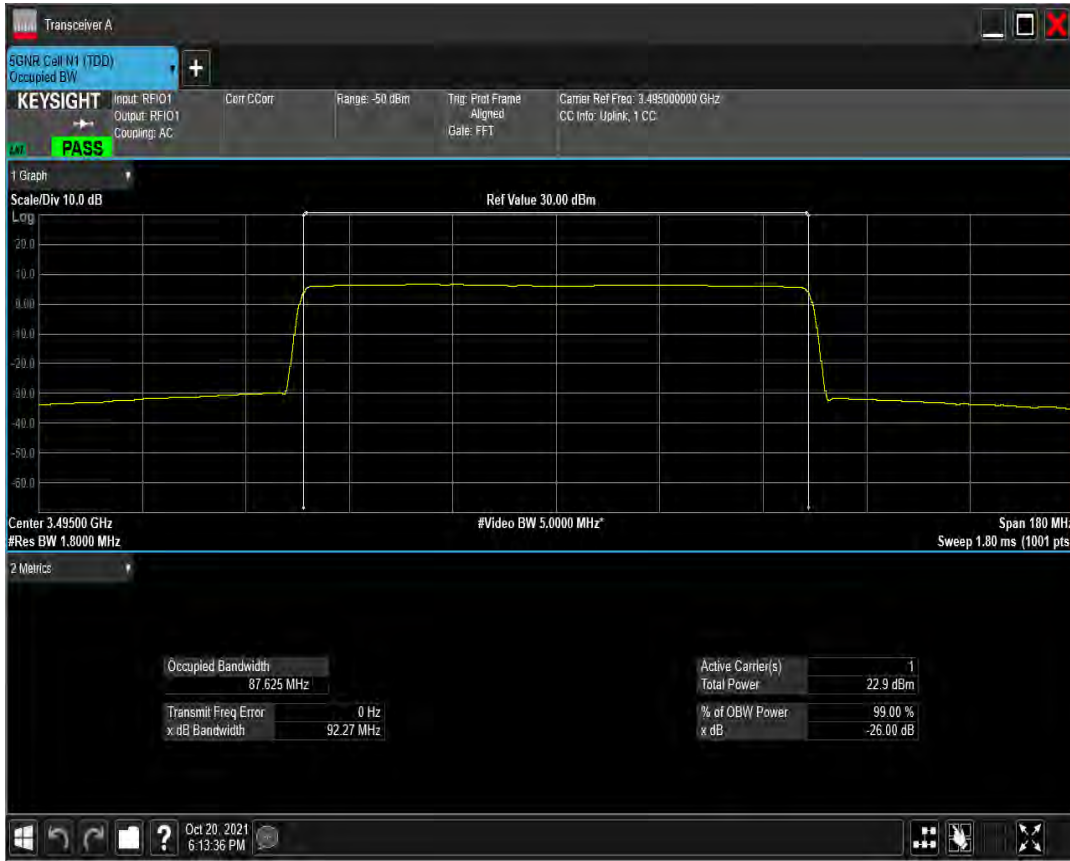 Transceiver A
5GNR Cell N1 (TDD)
Occupied BW
+
KEYSIGHT
Input: RFIO1
Output: RFIO1
Coupling: AC
PASS
Corr CCorr
Range: -50 dBm
Trig: Prot Frame
Aligned
Gate: FFT
Carrier Ref Freq: 3.495000000 GHz
CC Info: Uplink, 1 CC
1 Graph
Scale/Div 10.0 dB
Ref Value 30.00 dBm
Log
20.0
10.0
0.00
-10.0
-20.0
-30.0
-40.0
-50.0
-60.0
Center 3.49500 GHz
#Video BW 5.0000 MHz*
Span 180 MHz
#Res BW 1.8000 MHz
Sweep 1.80 ms (1001 pts
2 Metrics
Occupied Bandwidth
87.625 MHz
Transmit Freq Error 0 Hz
x dB Bandwidth 92.27 MHz
Active Carrier(s) 1
Total Power 22.9 dBm
% of OBW Power 99.00 %
x dB -26.00 dB
?
Oct 20, 2021
6:13:36 PM